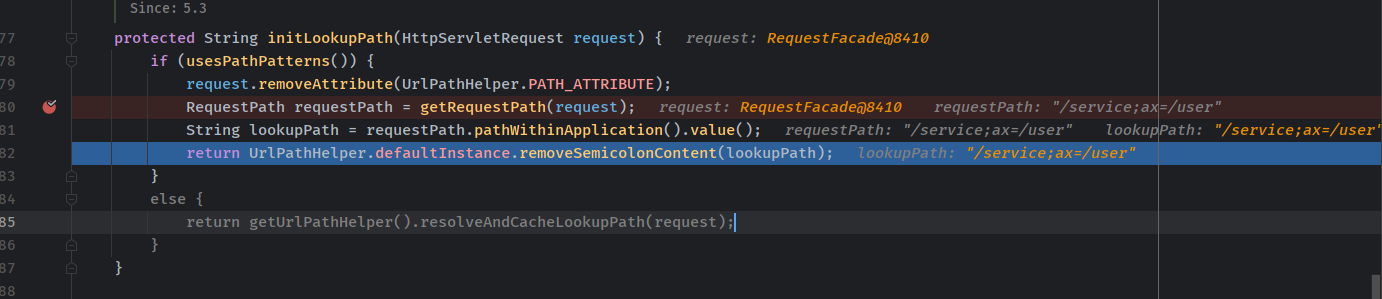 Since: 5.3
77 protected String initLookupPath(HttpServletRequest request) { request: RequestFacade@8410
78 if (usesPathPatterns()) {
79 request.removeAttribute(UrlPathHelper.PATH_ATTRIBUTE);
80 RequestPath requestPath = getRequestPath(request); request: RequestFacade@8410 requestPath: "/service;ax=/user"
81 String lookupPath = requestPath.pathWithinApplication().value(); requestPath: "/service;ax=/user" lookupPath: "/service;ax=/user"
82 return UrlPathHelper.defaultInstance.removeSemicolonContent(lookupPath); lookupPath: "/service;ax=/user"
83 }
84 else {
85 return getUrlPathHelper().resolveAndCacheLookupPath(request);
86 }
87 }
88